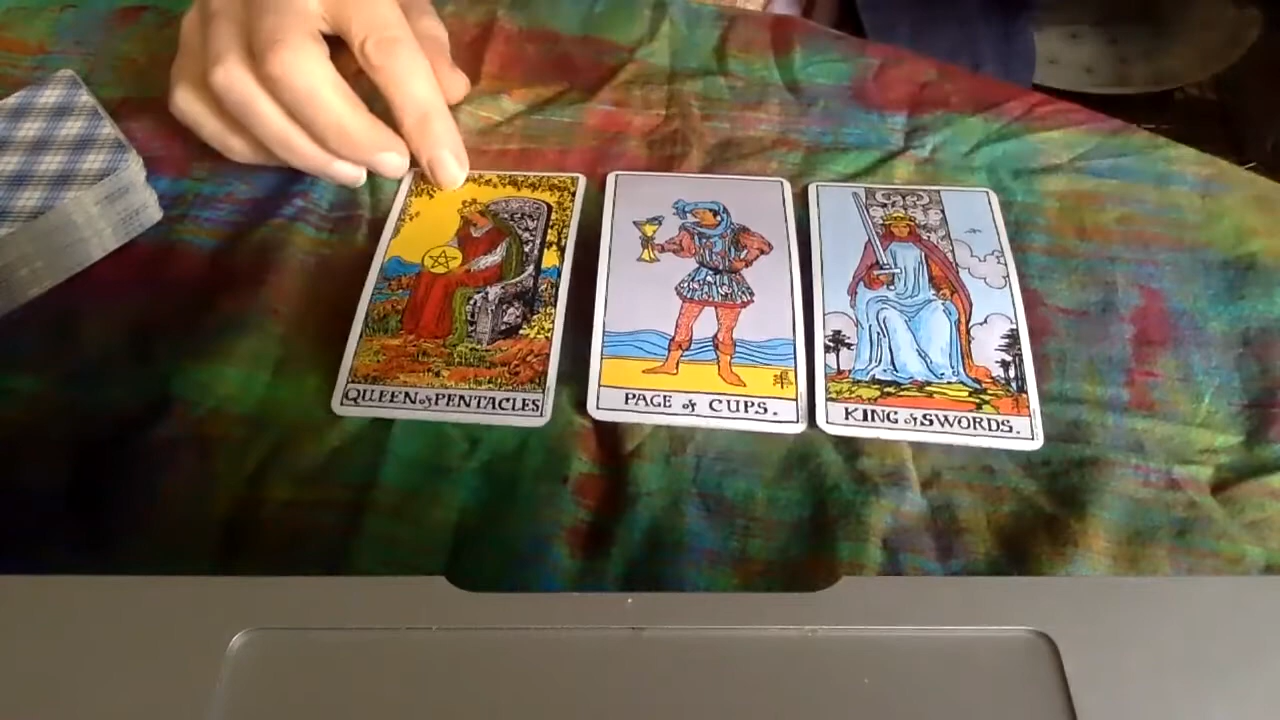 QUEEN of PENTACLES
PAGE of CUPS.
KING of SWORDS.